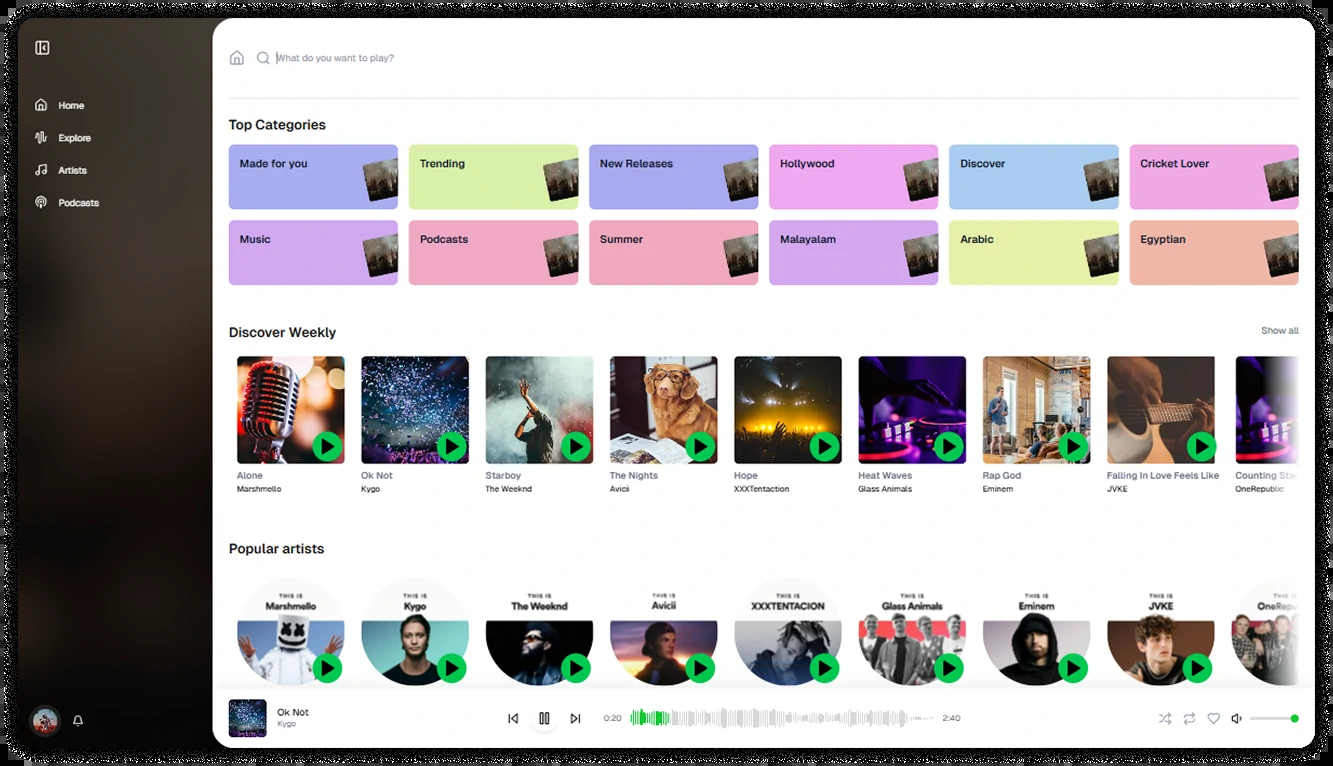 What do you want to play?
Home
Explore
Artists
Podcasts
Top Categories
Made for you
Trending
New Releases
Hollywood
Discover
Cricket Lover
Music
Podcasts
Summer
Malayalam
Arabic
Egyptian
Discover Weekly
Show all
Alone
Marshmello
Ok Not
Kygo
Starboy
The Weeknd
The Nights
Avicii
Hope
XXXTentaction
Heat Waves
Glass Animals
Rap God
Eminem
Falling In Love Feels Like
JVKE
Counting
OneRepublic
Popular artists
THIS IS
Marshmello
THIS IS
Kygo
THIS IS
The Weeknd
THIS IS
Avicii
THIS IS
XXXTENTACION
THIS IS
Glass Animals
THIS IS
Eminem
THIS IS
JVKE
THIS IS
Ok Not
Kygo
0:20
2:40